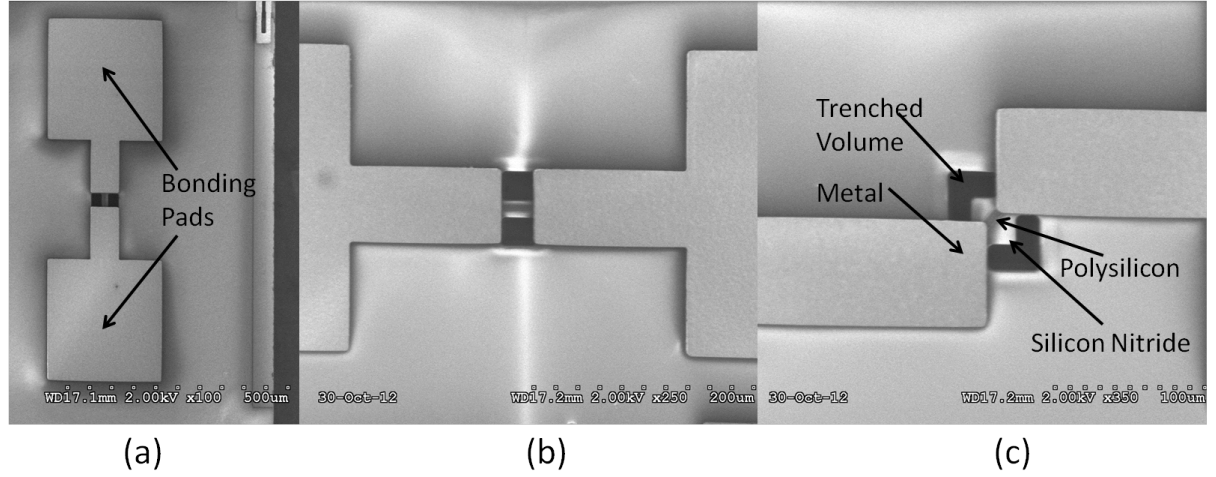 Bonding
Pads
WD17.1mm 2.00kV x100 500um
30-Oct-12 WD17.2mm 2.00kV x250 200um
Trenched
Volume
Metal
Polysilicon
Silicon Nitride
30-Oct-12 WD17.2mm 2.00kV x350 100um
(a) (b) (c)